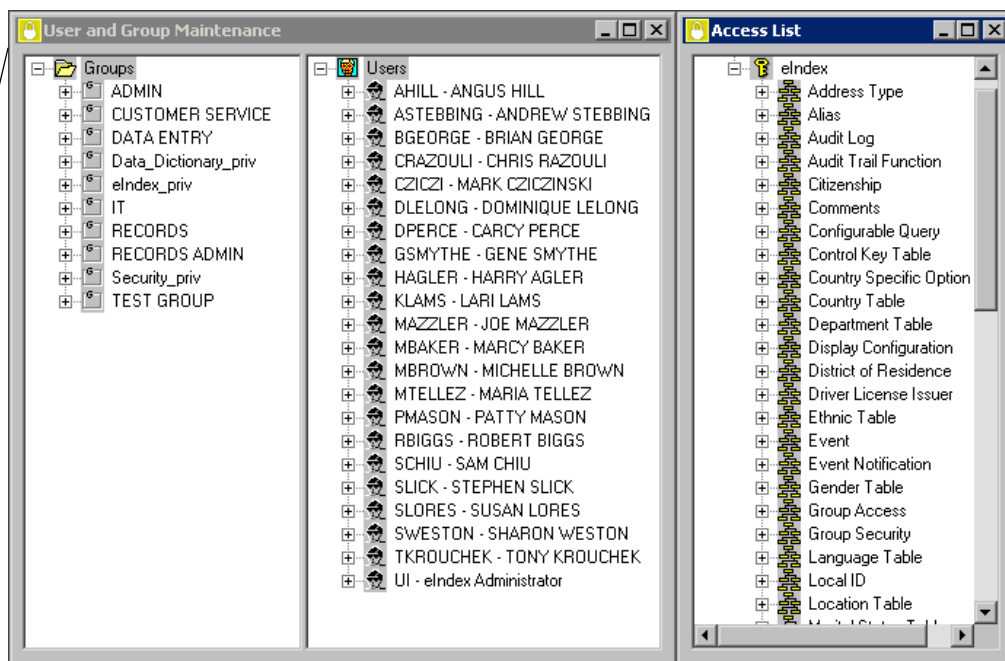 User and Group Maintenance
Groups
ADMIN
CUSTOMER SERVICE
DATA ENTRY
Data_Dictionary_priv
eIndex_priv
IT
RECORDS
RECORDS ADMIN
Security_priv
TEST GROUP
Users
AHILL - ANGUS HILL
ASTEBBING - ANDREW STEBBING
BGEORGE - BRIAN GEORGE
CRAZOULI - CHRIS RAZOULI
CZICZI - MARK CZICZINSKI
DLELONG - DOMINIQUE LELONG
DPERCE - CARCY PERCE
GSMYTHE - GENE SMYTHE
HAGLER - HARRY AGLER
KLAMS - LARI LAMS
MAZZLER - JOE MAZZLER
MBAKER - MARCY BAKER
MBROWN - MICHELLE BROWN
MTELLEZ - MARIA TELLEZ
PMASON - PATTY MASON
RBIGGS - ROBERT BIGGS
SCHIU - SAM CHIU
SLICK - STEPHEN SLICK
SLORES - SUSAN LORES
SWESTON - SHARON WESTON
TKROUCHEK - TONY KROUCHEK
UI - eIndex Administrator
Access List
eIndex
Address Type
Alias
Audit Log
Audit Trail Function
Citizenship
Comments
Configurable Query
Control Key Table
Country Specific Option
Country Table
Department Table
Display Configuration
District of Residence
Driver License Issuer
Ethnic Table
Event
Event Notification
Gender Table
Group Access
Group Security
Language Table
Local ID
Location Table